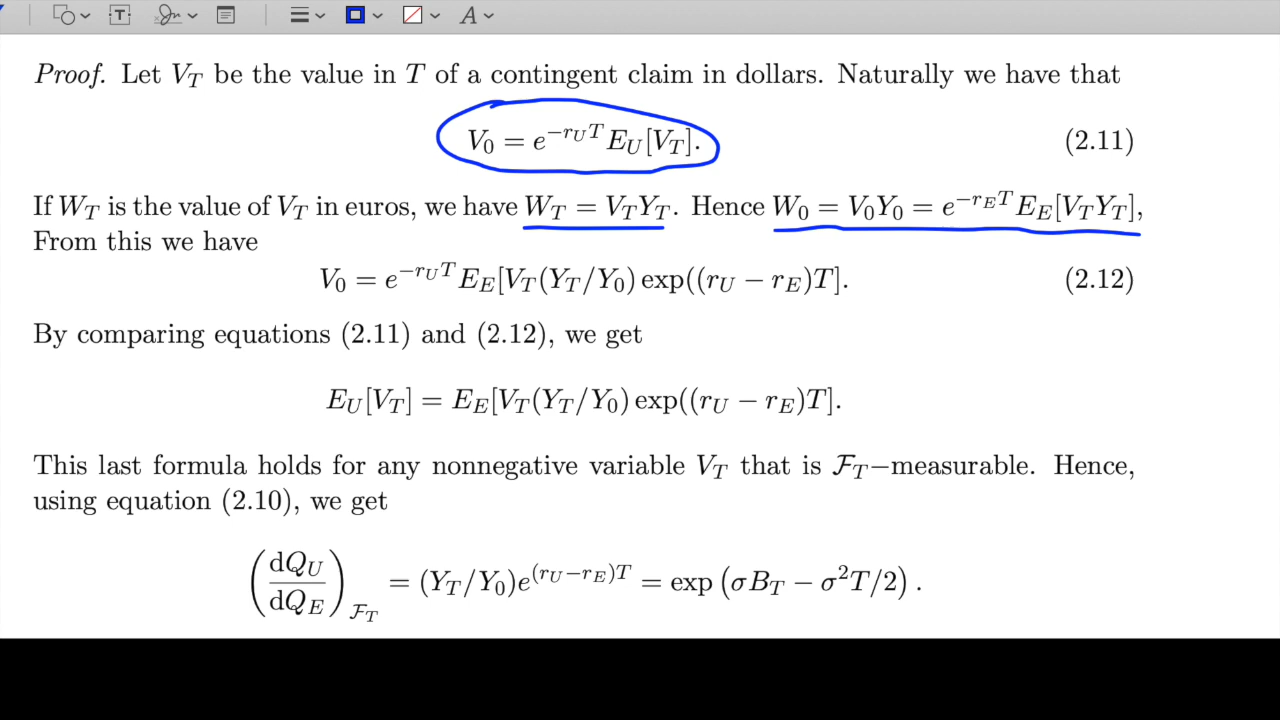 Proof. Let V_T be the value in T of a contingent claim in dollars. Naturally we have that
V_0 = e^{-r_U T} E_U[V_T]. (2.11)
If W_T is the value of V_T in euros, we have W_T = V_T Y_T. Hence W_0 = V_0 Y_0 = e^{-r_E T} E_E[V_T Y_T],
From this we have
V_0 = e^{-r_U T} E_E[V_T(Y_T/Y_0) exp((r_U − r_E)T]. (2.12)
By comparing equations (2.11) and (2.12), we get
E_U[V_T] = E_E[V_T(Y_T/Y_0) exp((r_U − r_E)T].
This last formula holds for any nonnegative variable V_T that is \mathcal{F}_T−measurable. Hence,
using equation (2.10), we get
(dQ_U/dQ_E)_{\mathcal{F}_T} = (Y_T/Y_0)e^{(r_U−r_E)T} = exp (σB_T − σ^2T/2) .